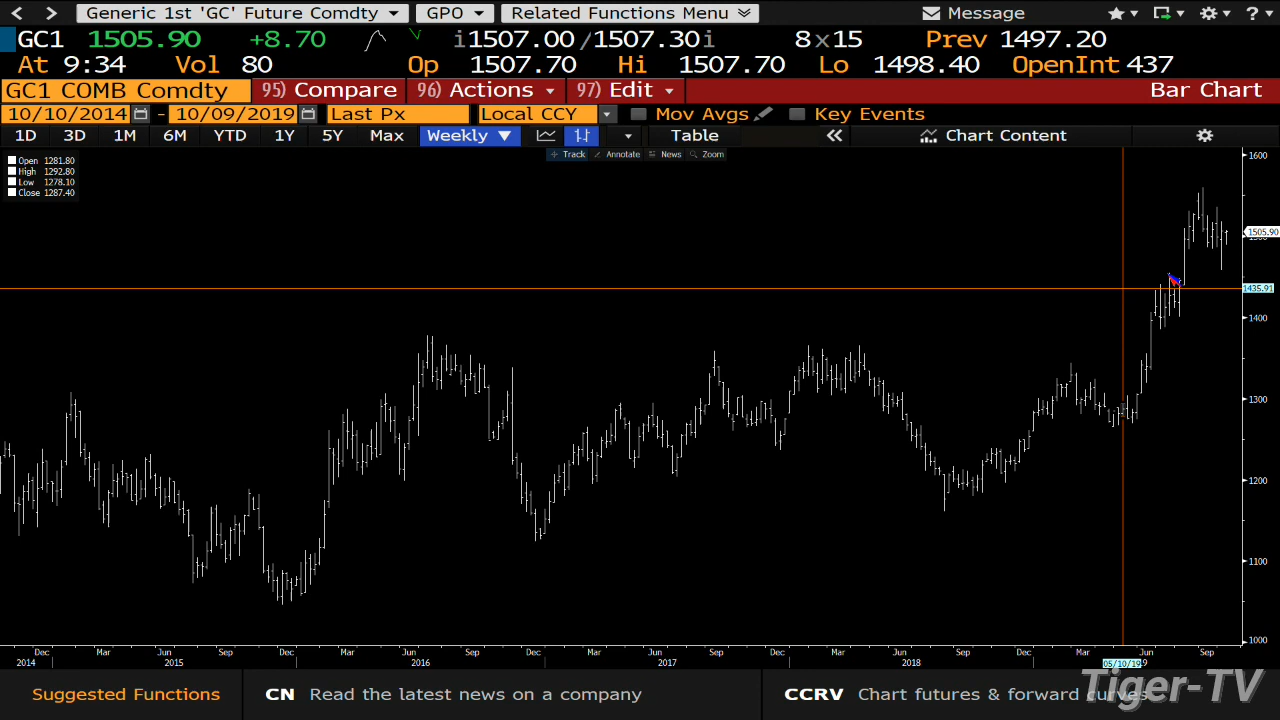 < > Generic 1st 'GC' Future Comdty GPO Related Functions Menu Message ?
GC1 1505.90 +8.70 i1507.00/1507.30i 8x15 Prev 1497.20
At 9:34 Vol 80 Op 1507.70 Hi 1507.70 Lo 1498.40 OpenInt 437
GC1 COMB Comdty 95) Compare 96) Actions 97) Edit Bar Chart
10/10/2014 - 10/09/2019 Last Px Local CCY Mov Avgs Key Events
1D 3D 1M 6M YTD 1Y 5Y Max Weekly Table Chart Content
Track Annotate News Zoom
Open 1281.80
High 1292.80
Low 1278.10
Close 1287.40
1600
1505.90
1435.91
1400
1300
1200
1100
1000
Dec Mar Jun Sep Dec Mar Jun Sep Dec Mar Jun Sep Dec Mar Jun Sep Dec Mar Jun Sep
2014 2015 2016 2017 2018 05/10/19 9
Suggested Functions CN Read the latest news on a company CCRV Chart futures & forward curves
Tiger-TV